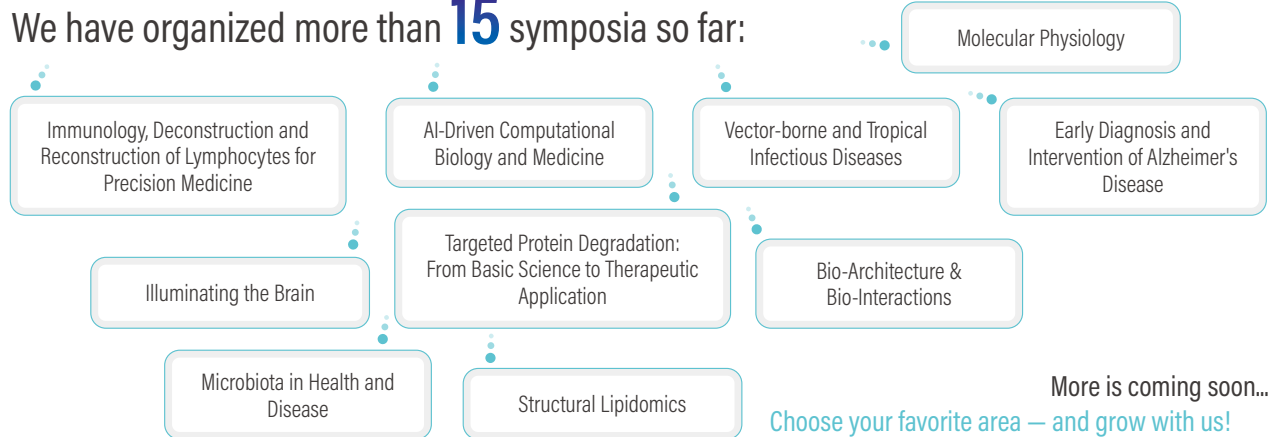 We have organized more than 15 symposia so far:
Molecular Physiology
Immunology, Deconstruction and
Reconstruction of Lymphocytes for
Precision Medicine
AI-Driven Computational
Biology and Medicine
Vector-borne and Tropical
Infectious Diseases
Early Diagnosis and
Intervention of Alzheimer's
Disease
Illuminating the Brain
Targeted Protein Degradation:
From Basic Science to Therapeutic
Application
Bio-Architecture &
Bio-Interactions
Microbiota in Health and
Disease
Structural Lipidomics
More is coming soon...
Choose your favorite area — and grow with us!